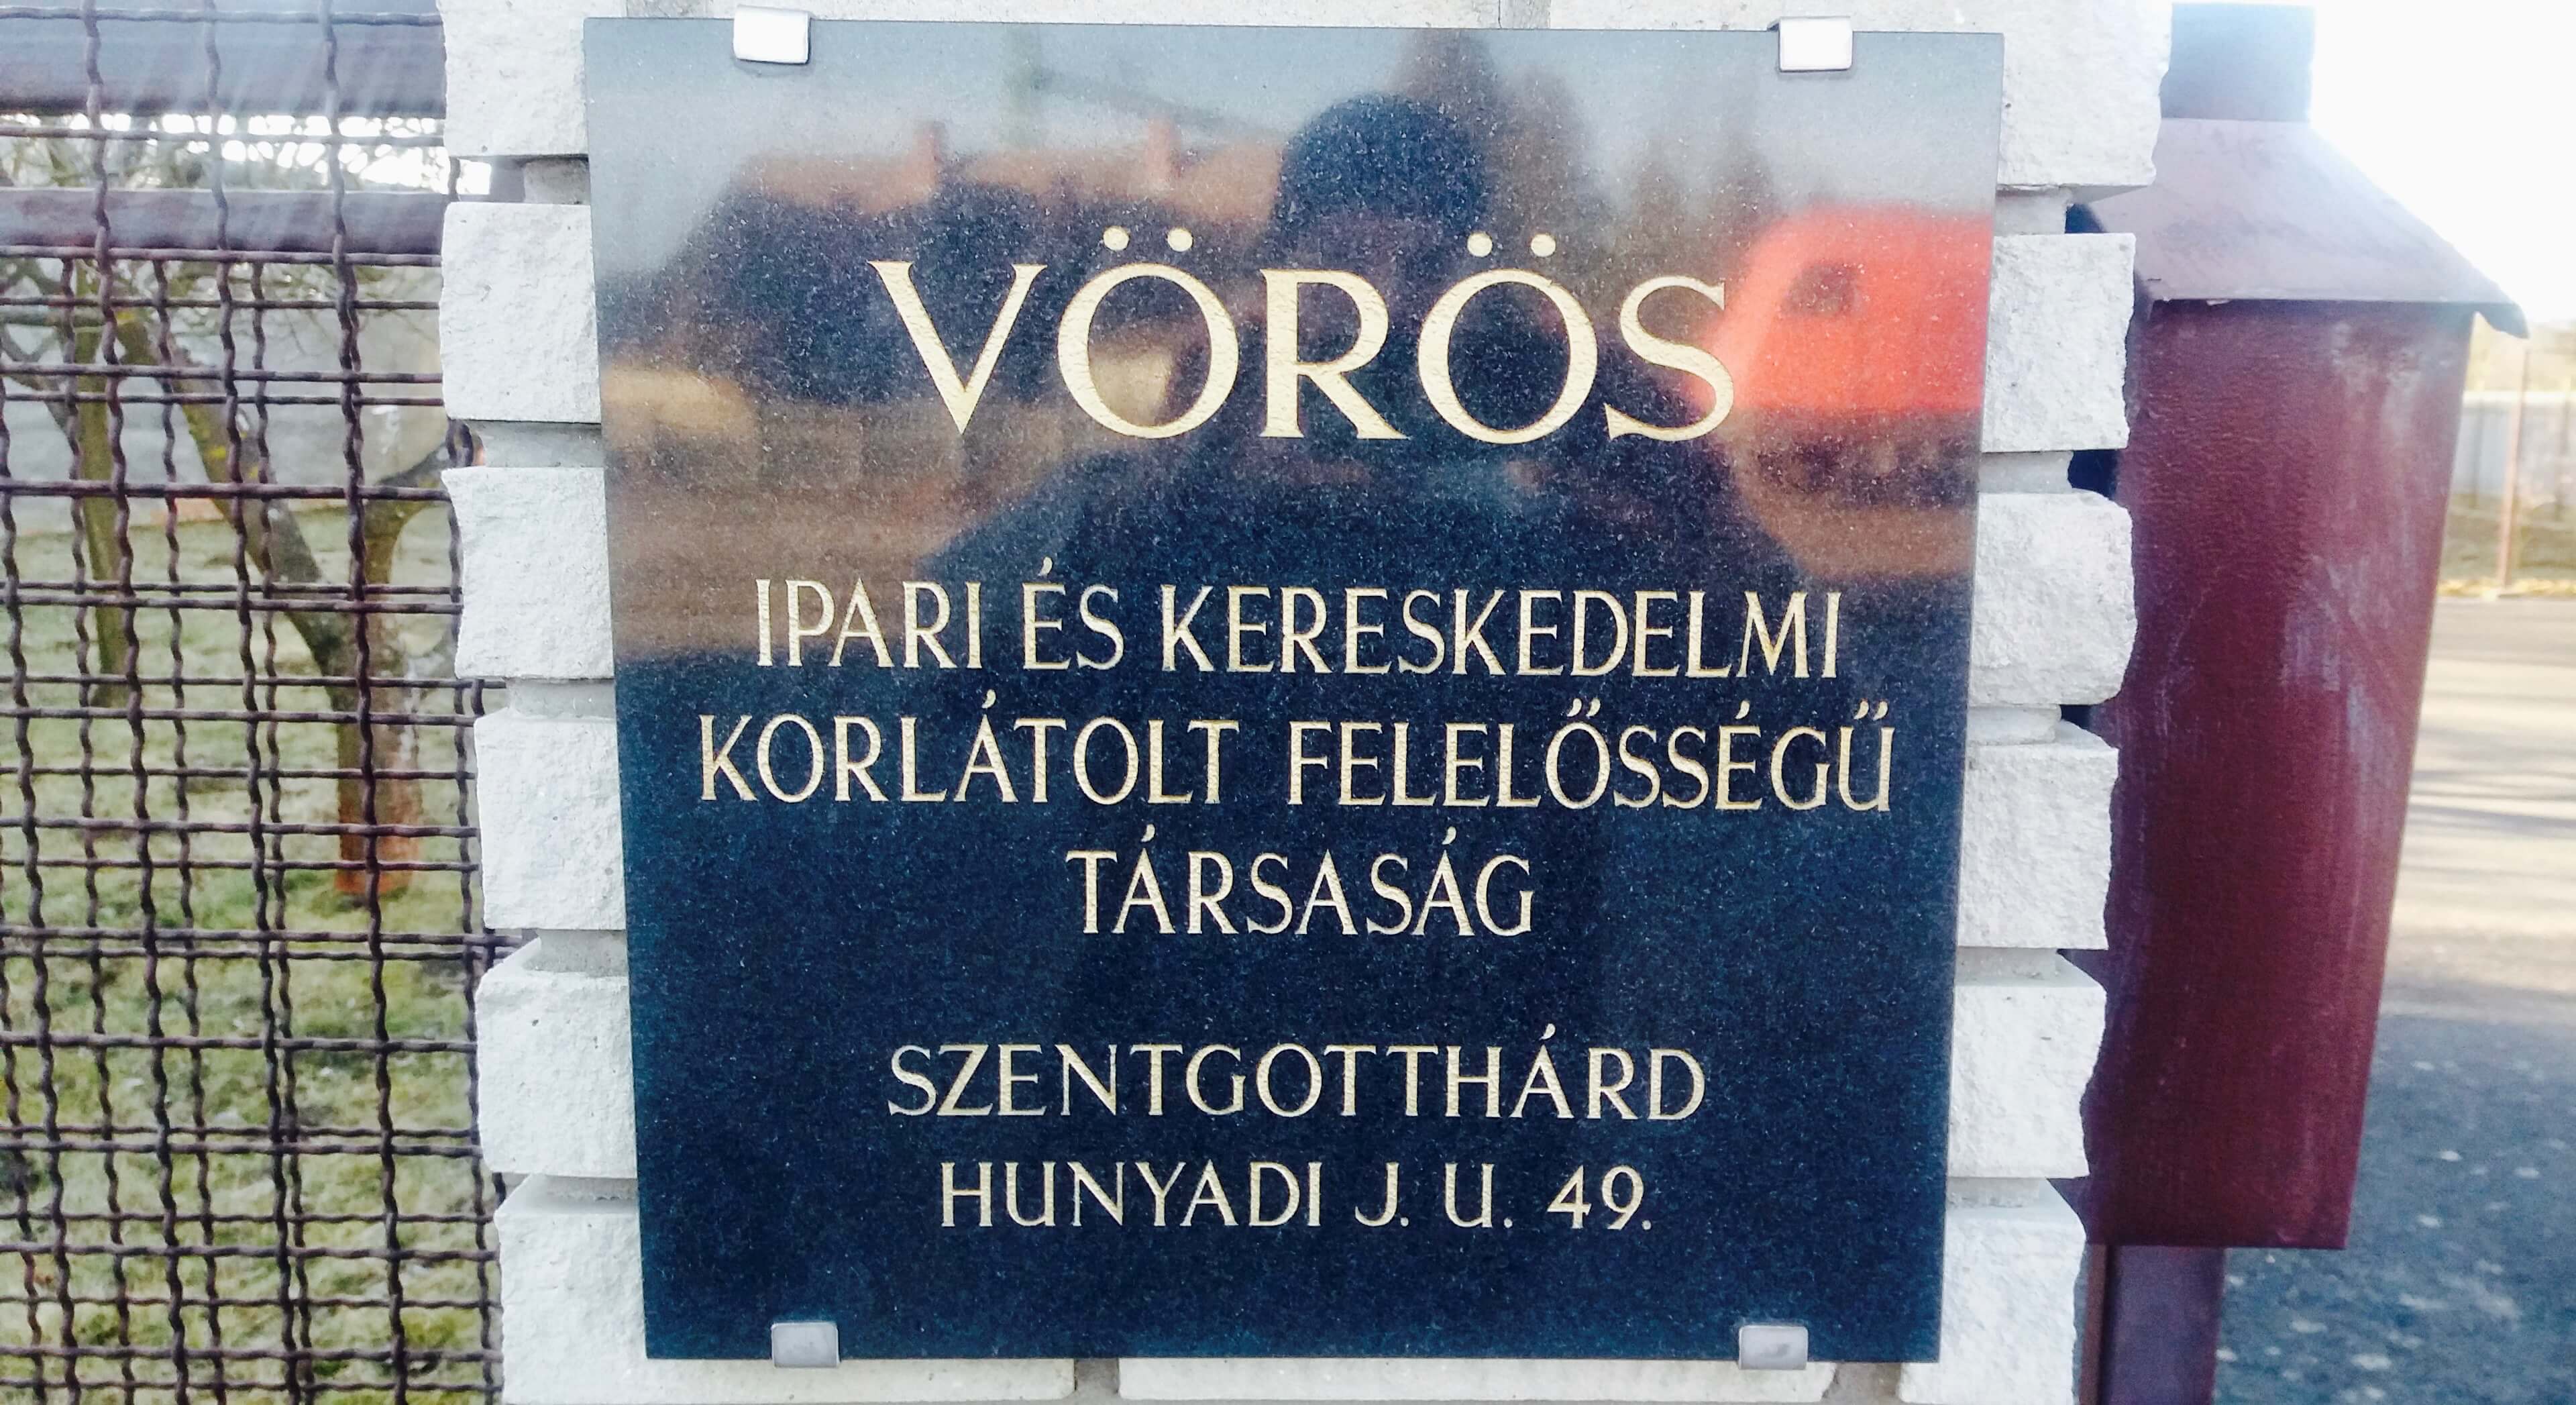 VÖRÖS
IPARI ÉS KERESKEDELMI
KORLÁTOLT FELELŐSSÉGŰ
TÁRSASÁG
SZENTGOTTHÁRD
HUNYADI J. U. 49.